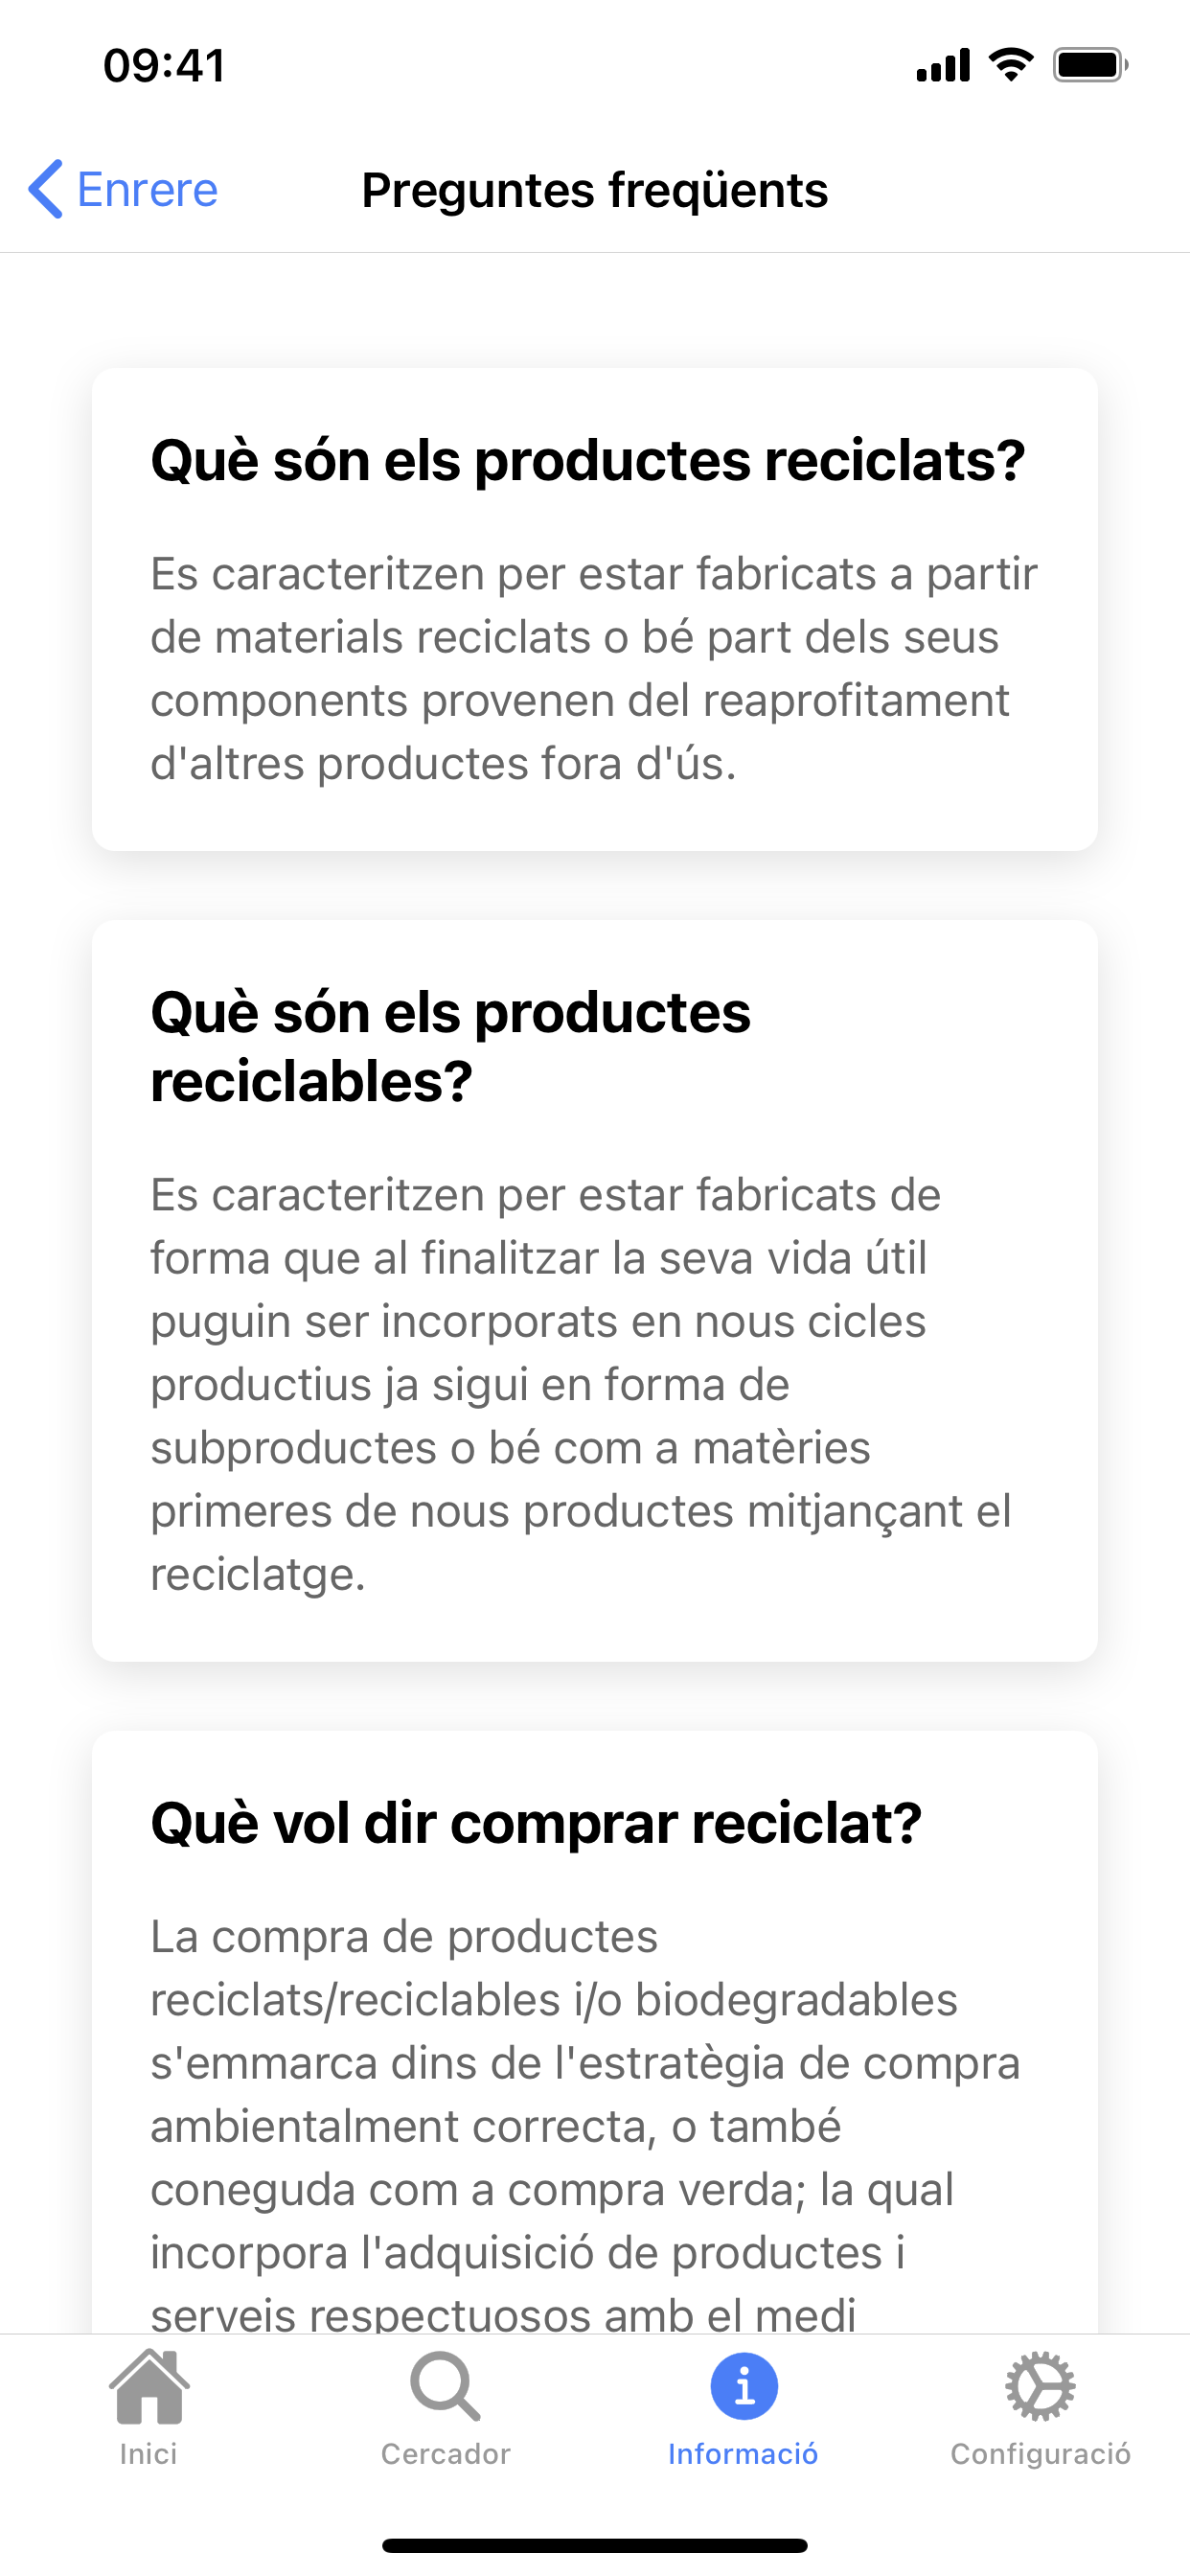 09:41
Enrere
Preguntes freqüents
Què són els productes reciclats?
Es caracteritzen per estar fabricats a partir
de materials reciclats o bé part dels seus
components provenen del reaprofitament
d'altres productes fora d'ús.
Què són els productes
reciclables?
Es caracteritzen per estar fabricats de
forma que al finalitzar la seva vida útil
puguin ser incorporats en nous cicles
productius ja sigui en forma de
subproductes o bé com a matèries
primeres de nous productes mitjançant el
reciclatge.
Què vol dir comprar reciclat?
La compra de productes
reciclats/reciclables i/o biodegradables
s'emmarca dins de l'estratègia de compra
ambientalment correcta, o també
coneguda com a compra verda; la qual
incorpora l'adquisició de productes i
serveis respectuosos amb el medi
Inici
Cercador
Informació
Configuració